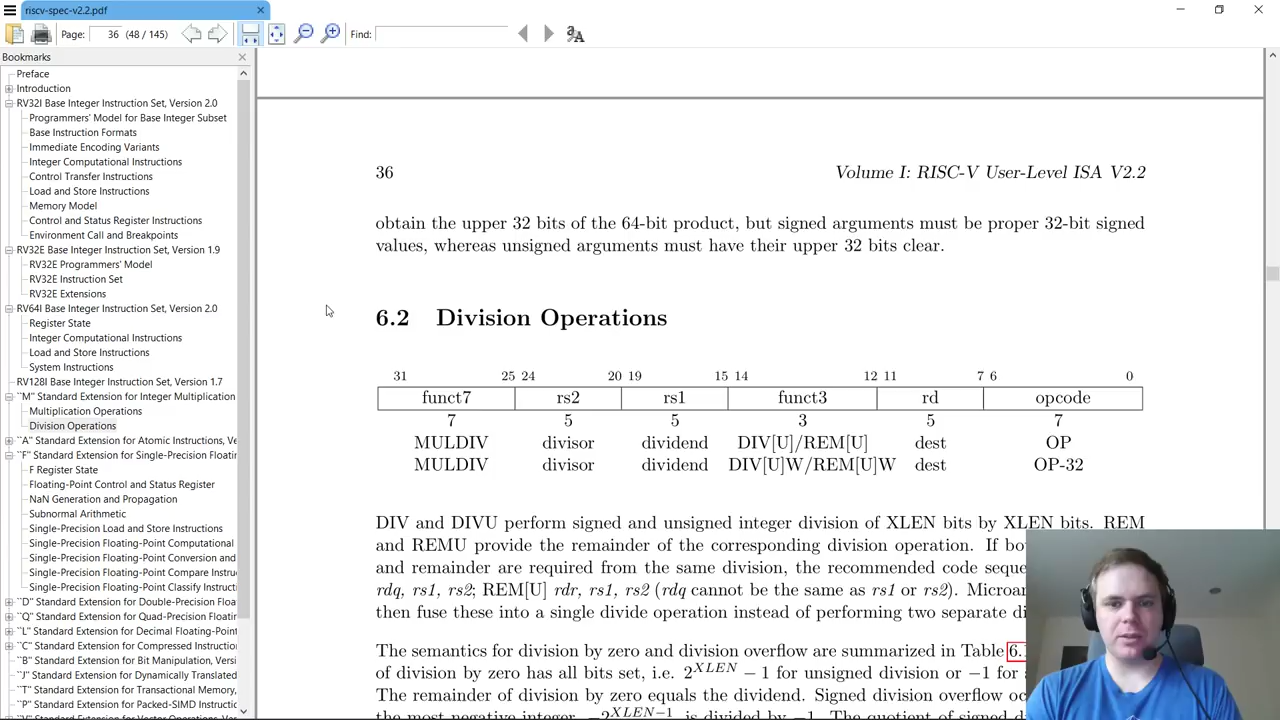 riscv-spec-v2.2.pdf
Page: 36 (48 / 145) Find:
Bookmarks
Preface
Introduction
RV32I Base Integer Instruction Set, Version 2.0
Programmers' Model for Base Integer Subset
Base Instruction Formats
Immediate Encoding Variants
Integer Computational Instructions
Control Transfer Instructions
Load and Store Instructions
Memory Model
Control and Status Register Instructions
Environment Call and Breakpoints
RV32E Base Integer Instruction Set, Version 1.9
RV32E Programmers' Model
RV32E Instruction Set
RV32E Extensions
RV64I Base Integer Instruction Set, Version 2.0
Register State
Integer Computational Instructions
Load and Store Instructions
System Instructions
RV128I Base Integer Instruction Set, Version 1.7
``M'' Standard Extension for Integer Multiplication
Multiplication Operations
Division Operations
``A'' Standard Extension for Atomic Instructions, Ve
``F'' Standard Extension for Single-Precision Floatir
F Register State
Floating-Point Control and Status Register
NaN Generation and Propagation
Subnormal Arithmetic
Single-Precision Load and Store Instructions
Single-Precision Floating-Point Computational
Single-Precision Floating-Point Conversion and
Single-Precision Floating-Point Compare Instru
Single-Precision Floating-Point Classify Instructi
``D'' Standard Extension for Double-Precision Floa
``Q'' Standard Extension for Quad-Precision Floati
``L'' Standard Extension for Decimal Floating-Point
``C'' Standard Extension for Compressed Instruction
``B'' Standard Extension for Bit Manipulation, Versi
``J'' Standard Extension for Dynamically Translated
``T'' Standard Extension for Transactional Memory,
``P'' Standard Extension for Packed-SIMD Instructic
36 Volume I: RISC-V User-Level ISA V2.2
obtain the upper 32 bits of the 64-bit product, but signed arguments must be proper 32-bit signed
values, whereas unsigned arguments must have their upper 32 bits clear.
6.2 Division Operations
31 25 24 20 19 15 14 12 11 7 6 0
funct7 rs2 rs1 funct3 rd opcode
7 5 5 3 5 7
MULDIV divisor dividend DIV[U]/REM[U] dest OP
MULDIV divisor dividend DIV[U]W/REM[U]W dest OP-32
DIV and DIVU perform signed and unsigned integer division of XLEN bits by XLEN bits. REM
and REMU provide the remainder of the corresponding division operation. If bo
and remainder are required from the same division, the recommended code seque
rdq, rs1, rs2; REM[U] rdr, rs1, rs2 (rdq cannot be the same as rs1 or rs2). Microar
then fuse these into a single divide operation instead of performing two separate di
The semantics for division by zero and division overflow are summarized in Table 6.1
of division by zero has all bits set, i.e. 2^XLEN − 1 for unsigned division or −1 for
The remainder of division by zero equals the dividend. Signed division overflow oc
the most negative integer, −2^XLEN−1 is divided by −1. The quotient of signed d